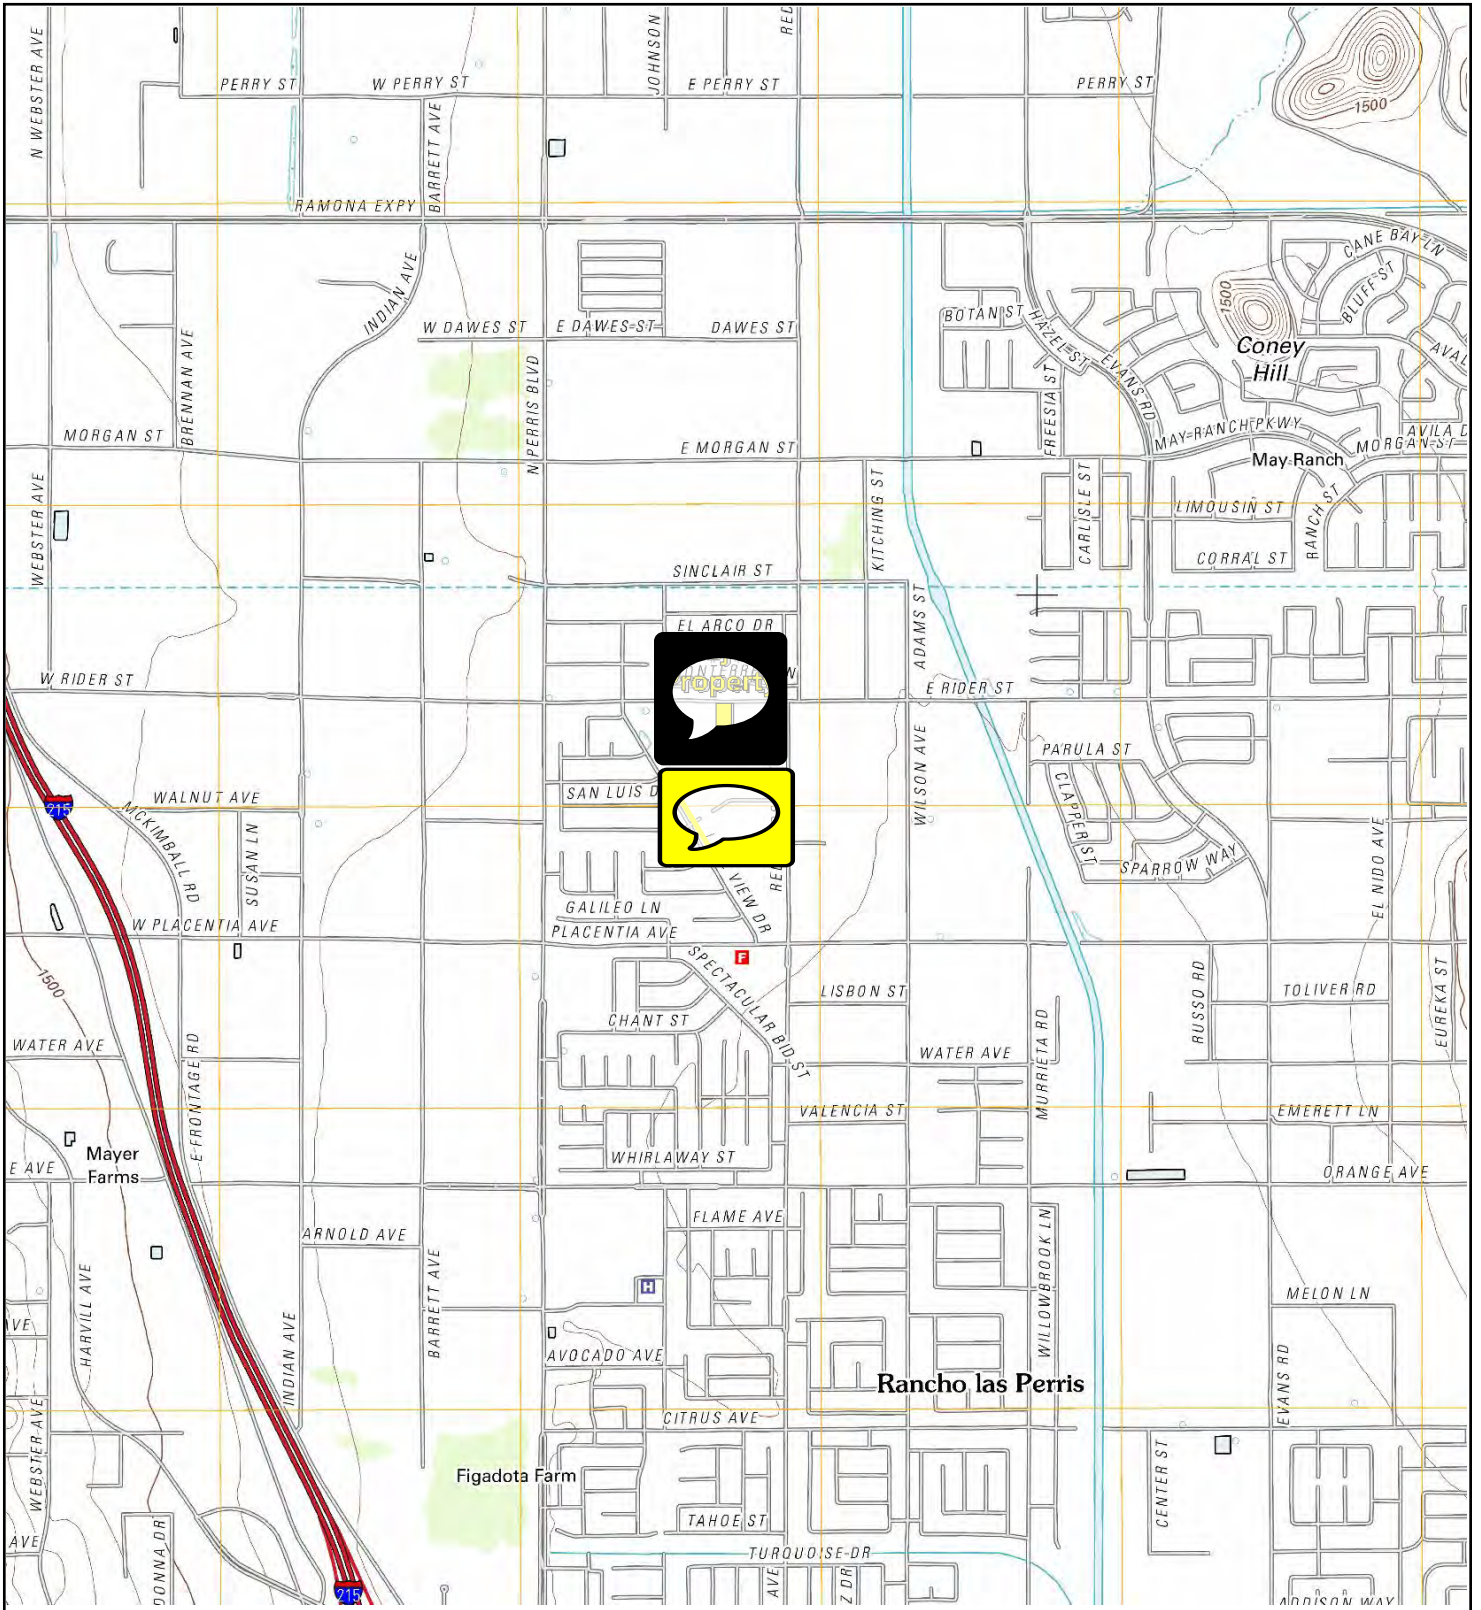 N WEBSTER AVE
JOHNSON
RED
PERRY ST
W PERRY ST
E PERRY ST
PERRY ST
1500
BARRETT AVE
RAMONA EXPY
CANE BAY LN
INDIAN AVE
1500
BLUFF ST
BOTAN ST
HAZEL ST
W DAWES ST
E DAWES ST
DAWES ST
Coney
Hill
AVAL
BRENNAN AVE
N PERRIS BLVD
FREESIA ST
EVANS RD
MORGAN ST
E MORGAN ST
MAY RANCH PKWY
AVILA D
MORGAN ST
May Ranch
WEBSTER AVE
KITCHING ST
CARLISLE ST
LIMOUSIN ST
RANCH ST
CORRAL ST
SINCLAIR ST
ADAMS ST
EL ARCO DR
ropert
W RIDER ST
E RIDER ST
WILSON AVE
PARULA ST
CLAPPER ST
SAN LUIS D
WALNUT AVE
215
MCKIMBALL RD
SUSAN LN
SPARROW WAY
EL NIDO AVE
VIEW DR
RE
GALILEO LN
W PLACENTIA AVE
PLACENTIA AVE
F
SPECTACULAR BID ST
1500
LISBON ST
RUSSO RD
TOLIVER RD
EUREKA ST
CHANT ST
MURRIETA RD
WATER AVE
WATER AVE
E FRONTAGE RD
VALENCIA ST
EMERETT LN
Mayer
Farms
WHIRLAWAY ST
E AVE
ORANGE AVE
FLAME AVE
ARNOLD AVE
WILLOWBROOK LN
HARVILL AVE
BARRETT AVE
H
MELON LN
VE
INDIAN AVE
AVOCADO AVE
Rancho las Perris
EVANS RD
WEBSTER AVE
CITRUS AVE
Figadota Farm
CENTER ST
TAHOE ST
AVE
DONNA DR
TURQUOISE DR
215
AVE
Z DR
ADDISON WAY